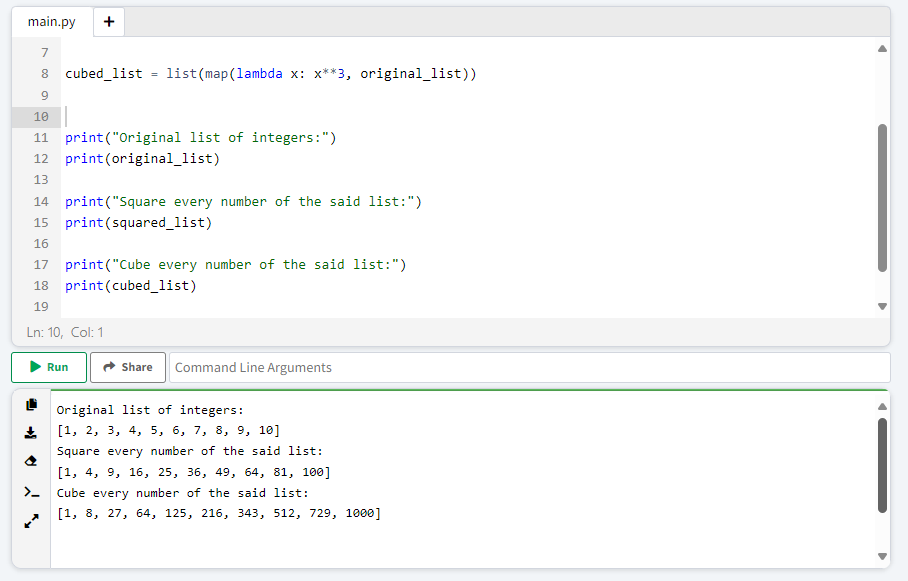 main.py +
7
8 cubed_list = list(map(lambda x: x**3, original_list))
9
10
11 print("Original list of integers:")
12 print(original_list)
13
14 print("Square every number of the said list:")
15 print(squared_list)
16
17 print("Cube every number of the said list:")
18 print(cubed_list)
19
Ln: 10, Col: 1
Run Share Command Line Arguments
Original list of integers:
[1, 2, 3, 4, 5, 6, 7, 8, 9, 10]
Square every number of the said list:
[1, 4, 9, 16, 25, 36, 49, 64, 81, 100]
Cube every number of the said list:
[1, 8, 27, 64, 125, 216, 343, 512, 729, 1000]